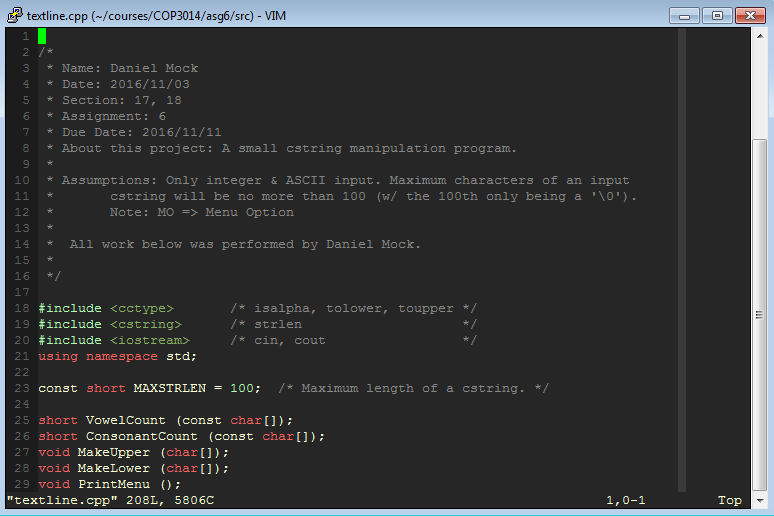 textline.cpp (~/courses/COP3014/asg6/src) - VIM
1
2 /*
3  * Name: Daniel Mock
4  * Date: 2016/11/03
5  * Section: 17, 18
6  * Assignment: 6
7  * Due Date: 2016/11/11
8  * About this project: A small cstring manipulation program.
9  *
10  * Assumptions: Only integer & ASCII input. Maximum characters of an input
11  *       cstring will be no more than 100 (w/ the 100th only being a '\0').
12  *       Note: MO => Menu Option
13  *
14  *  All work below was performed by Daniel Mock.
15  *
16  */
17
18 #include <cctype>       /* isalpha, tolower, toupper */
19 #include <cstring>      /* strlen                    */
20 #include <iostream>     /* cin, cout                 */
21 using namespace std;
22
23 const short MAXSTRLEN = 100;  /* Maximum length of a cstring. */
24
25 short VowelCount (const char[]);
26 short ConsonantCount (const char[]);
27 void MakeUpper (char[]);
28 void MakeLower (char[]);
29 void PrintMenu ();
"textline.cpp" 208L, 5806C                                                 1,0-1         Top